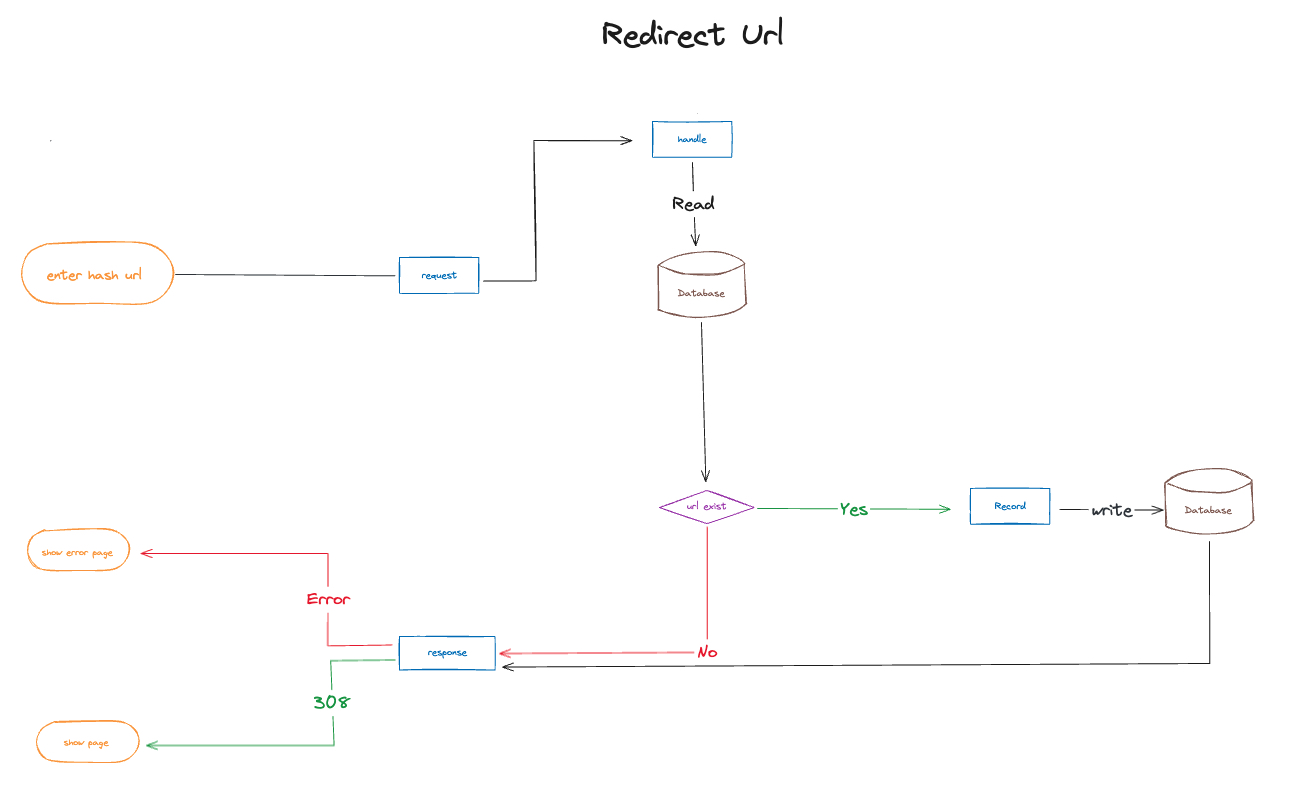 Redirect Url
handle
Read
enter hash url
request
Database
url exist
Yes
Record
write
Database
show error page
Error
response
No
308
show page